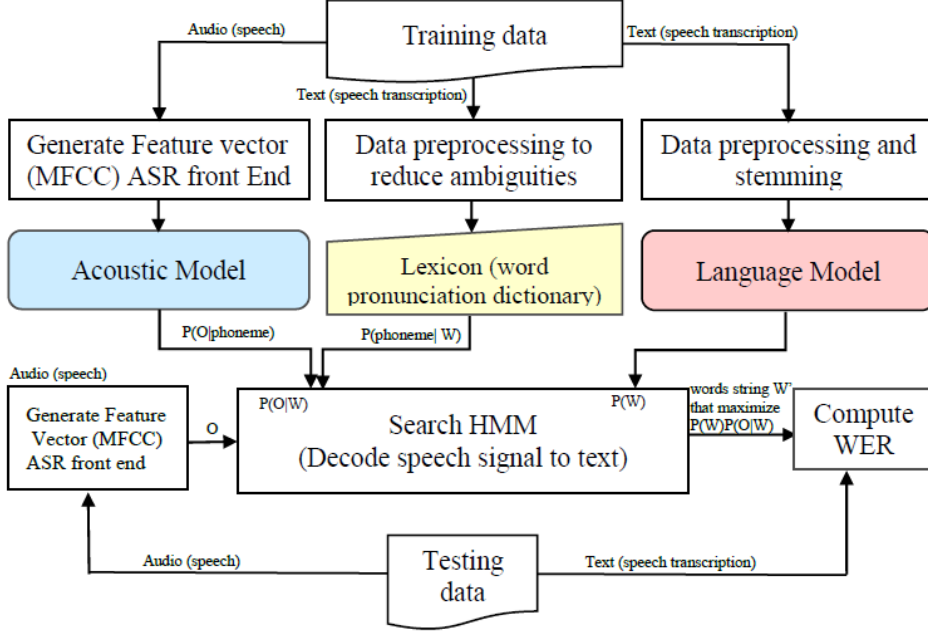 Audio (speech)
Training data
Text (speech transcription)
Text (speech transcription)
Generate Feature vector
(MFCC) ASR front End
Data preprocessing to
reduce ambiguities
Data preprocessing and
stemming
Acoustic Model
Lexicon (word
pronunciation dictionary)
Language Model
P(O|phoneme)
P(phoneme| W)
Audio (speech)
Generate Feature
Vector (MFCC)
ASR front end
O
P(O|W)
P(W)
Search HMM
(Decode speech signal to text)
words string W'
that maximize
P(W)P(O|W)
Compute
WER
Audio (speech)
Testing
data
Text (speech transcription)